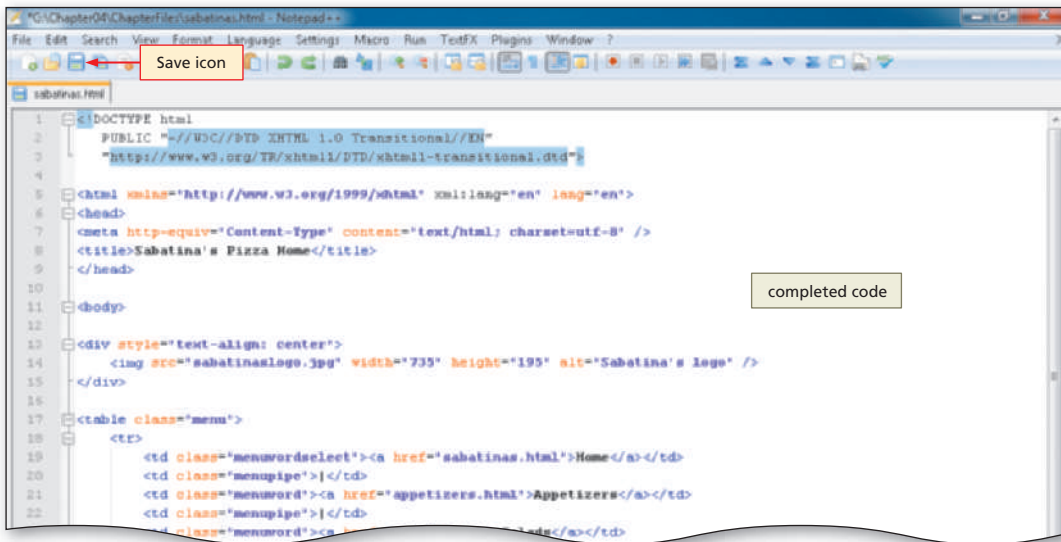 *G:\Chapter04\ChapterFiles\sabatinas.html - Notepad++
File Edit Search View Format Language Settings Macro Run TextFX Plugins Window ?
X
Save icon
sabatinas.html
1 <!DOCTYPE html
2 PUBLIC "-//W3C//DTD XHTML 1.0 Transitional//EN"
3 "http://www.w3.org/TR/xhtml1/DTD/xhtml1-transitional.dtd">
4
5 <html xmlns="http://www.w3.org/1999/xhtml" xml:lang="en" lang="en">
6 <head>
7 <meta http-equiv="Content-Type" content="text/html; charset=utf-8" />
8 <title>Sabatina's Pizza Home</title>
9 </head>
10
completed code
11 <body>
12
13 <div style="text-align: center">
14 <img src="sabatinaslogo.jpg" width="735" height="195" alt="Sabatina's logo" />
15 </div>
16
17 <table class="menu">
18 <tr>
19 <td class="menuwordselect"><a href="sabatinas.html">Home</a></td>
20 <td class="menupipe">|</td>
21 <td class="menuword"><a href="appetizers.html">Appetizers</a></td>
22 <td class="menupipe">|</td>
class="menuword"><a </a></td>